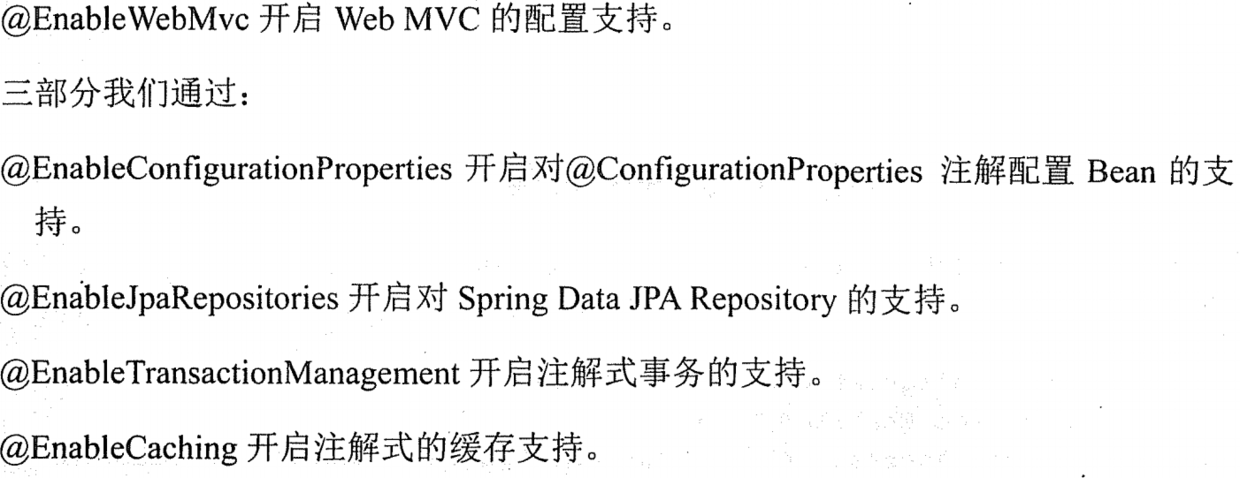 @EnableWebMvc 开启 Web MVC 的配置支持。
三部分我们通过：
@EnableConfigurationProperties 开启对@ConfigurationProperties 注解配置 Bean 的支
持。
@EnableJpaRepositories 开启对 Spring Data JPA Repository 的支持。
@EnableTransactionManagement 开启注解式事务的支持。
@EnableCaching 开启注解式的缓存支持。